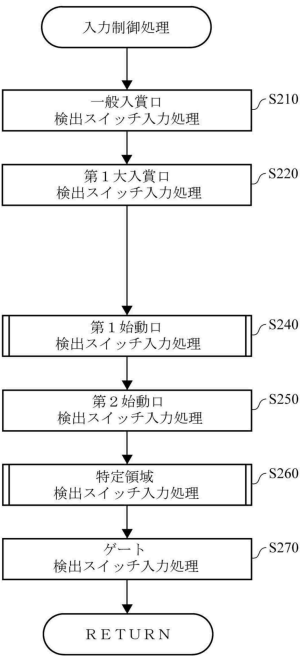 入力制御処理
一般入賞口
検出スイッチ入力処理
S210
第１大入賞口
検出スイッチ入力処理
S220
第１始動口
検出スイッチ入力処理
S240
第２始動口
検出スイッチ入力処理
S250
特定領域
検出スイッチ入力処理
S260
ゲート
検出スイッチ入力処理
S270
ＲＥＴＵＲＮ